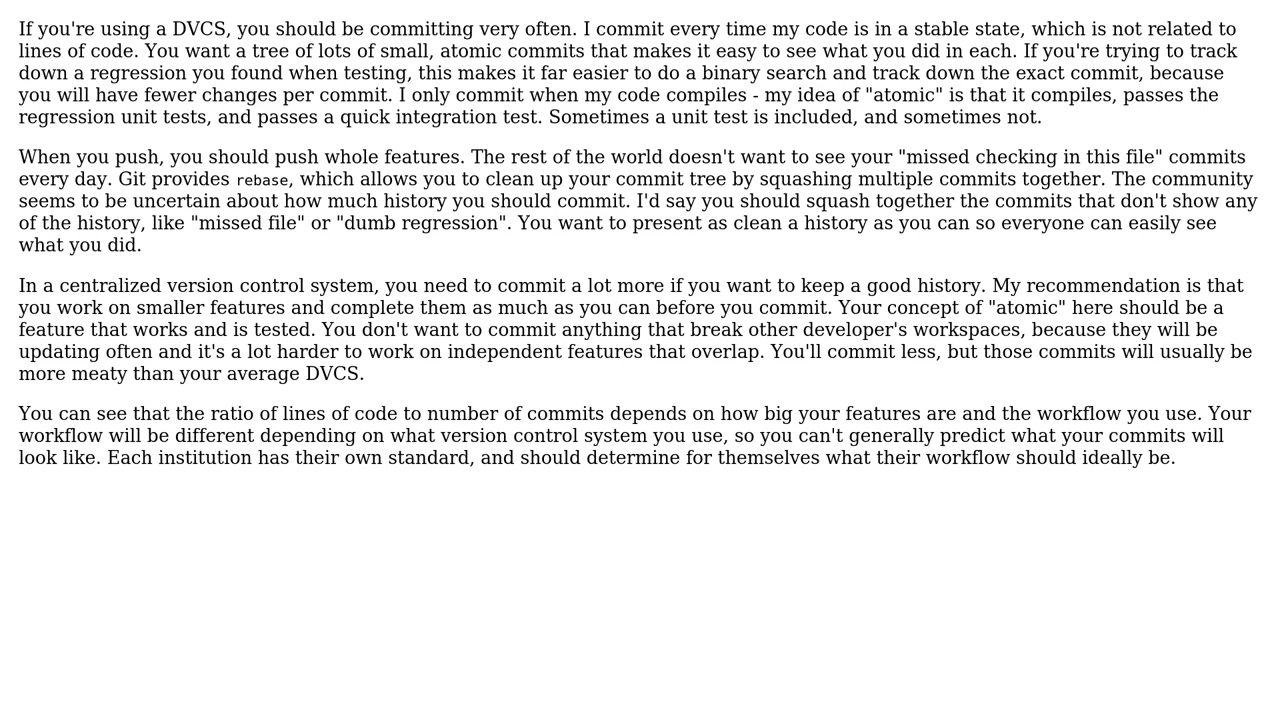 If you're using a DVCS, you should be committing very often. I commit every time my code is in a stable state, which is not related to
lines of code. You want a tree of lots of small, atomic commits that makes it easy to see what you did in each. If you're trying to track
down a regression you found when testing, this makes it far easier to do a binary search and track down the exact commit, because
you will have fewer changes per commit. I only commit when my code compiles - my idea of "atomic" is that it compiles, passes the
regression unit tests, and passes a quick integration test. Sometimes a unit test is included, and sometimes not.
When you push, you should push whole features. The rest of the world doesn't want to see your "missed checking in this file" commits
every day. Git provides rebase, which allows you to clean up your commit tree by squashing multiple commits together. The community
seems to be uncertain about how much history you should commit. I'd say you should squash together the commits that don't show any
of the history, like "missed file" or "dumb regression". You want to present as clean a history as you can so everyone can easily see
what you did.
In a centralized version control system, you need to commit a lot more if you want to keep a good history. My recommendation is that
you work on smaller features and complete them as much as you can before you commit. Your concept of "atomic" here should be a
feature that works and is tested. You don't want to commit anything that break other developer's workspaces, because they will be
updating often and it's a lot harder to work on independent features that overlap. You'll commit less, but those commits will usually be
more meaty than your average DVCS.
You can see that the ratio of lines of code to number of commits depends on how big your features are and the workflow you use. Your
workflow will be different depending on what version control system you use, so you can't generally predict what your commits will
look like. Each institution has their own standard, and should determine for themselves what their workflow should ideally be.